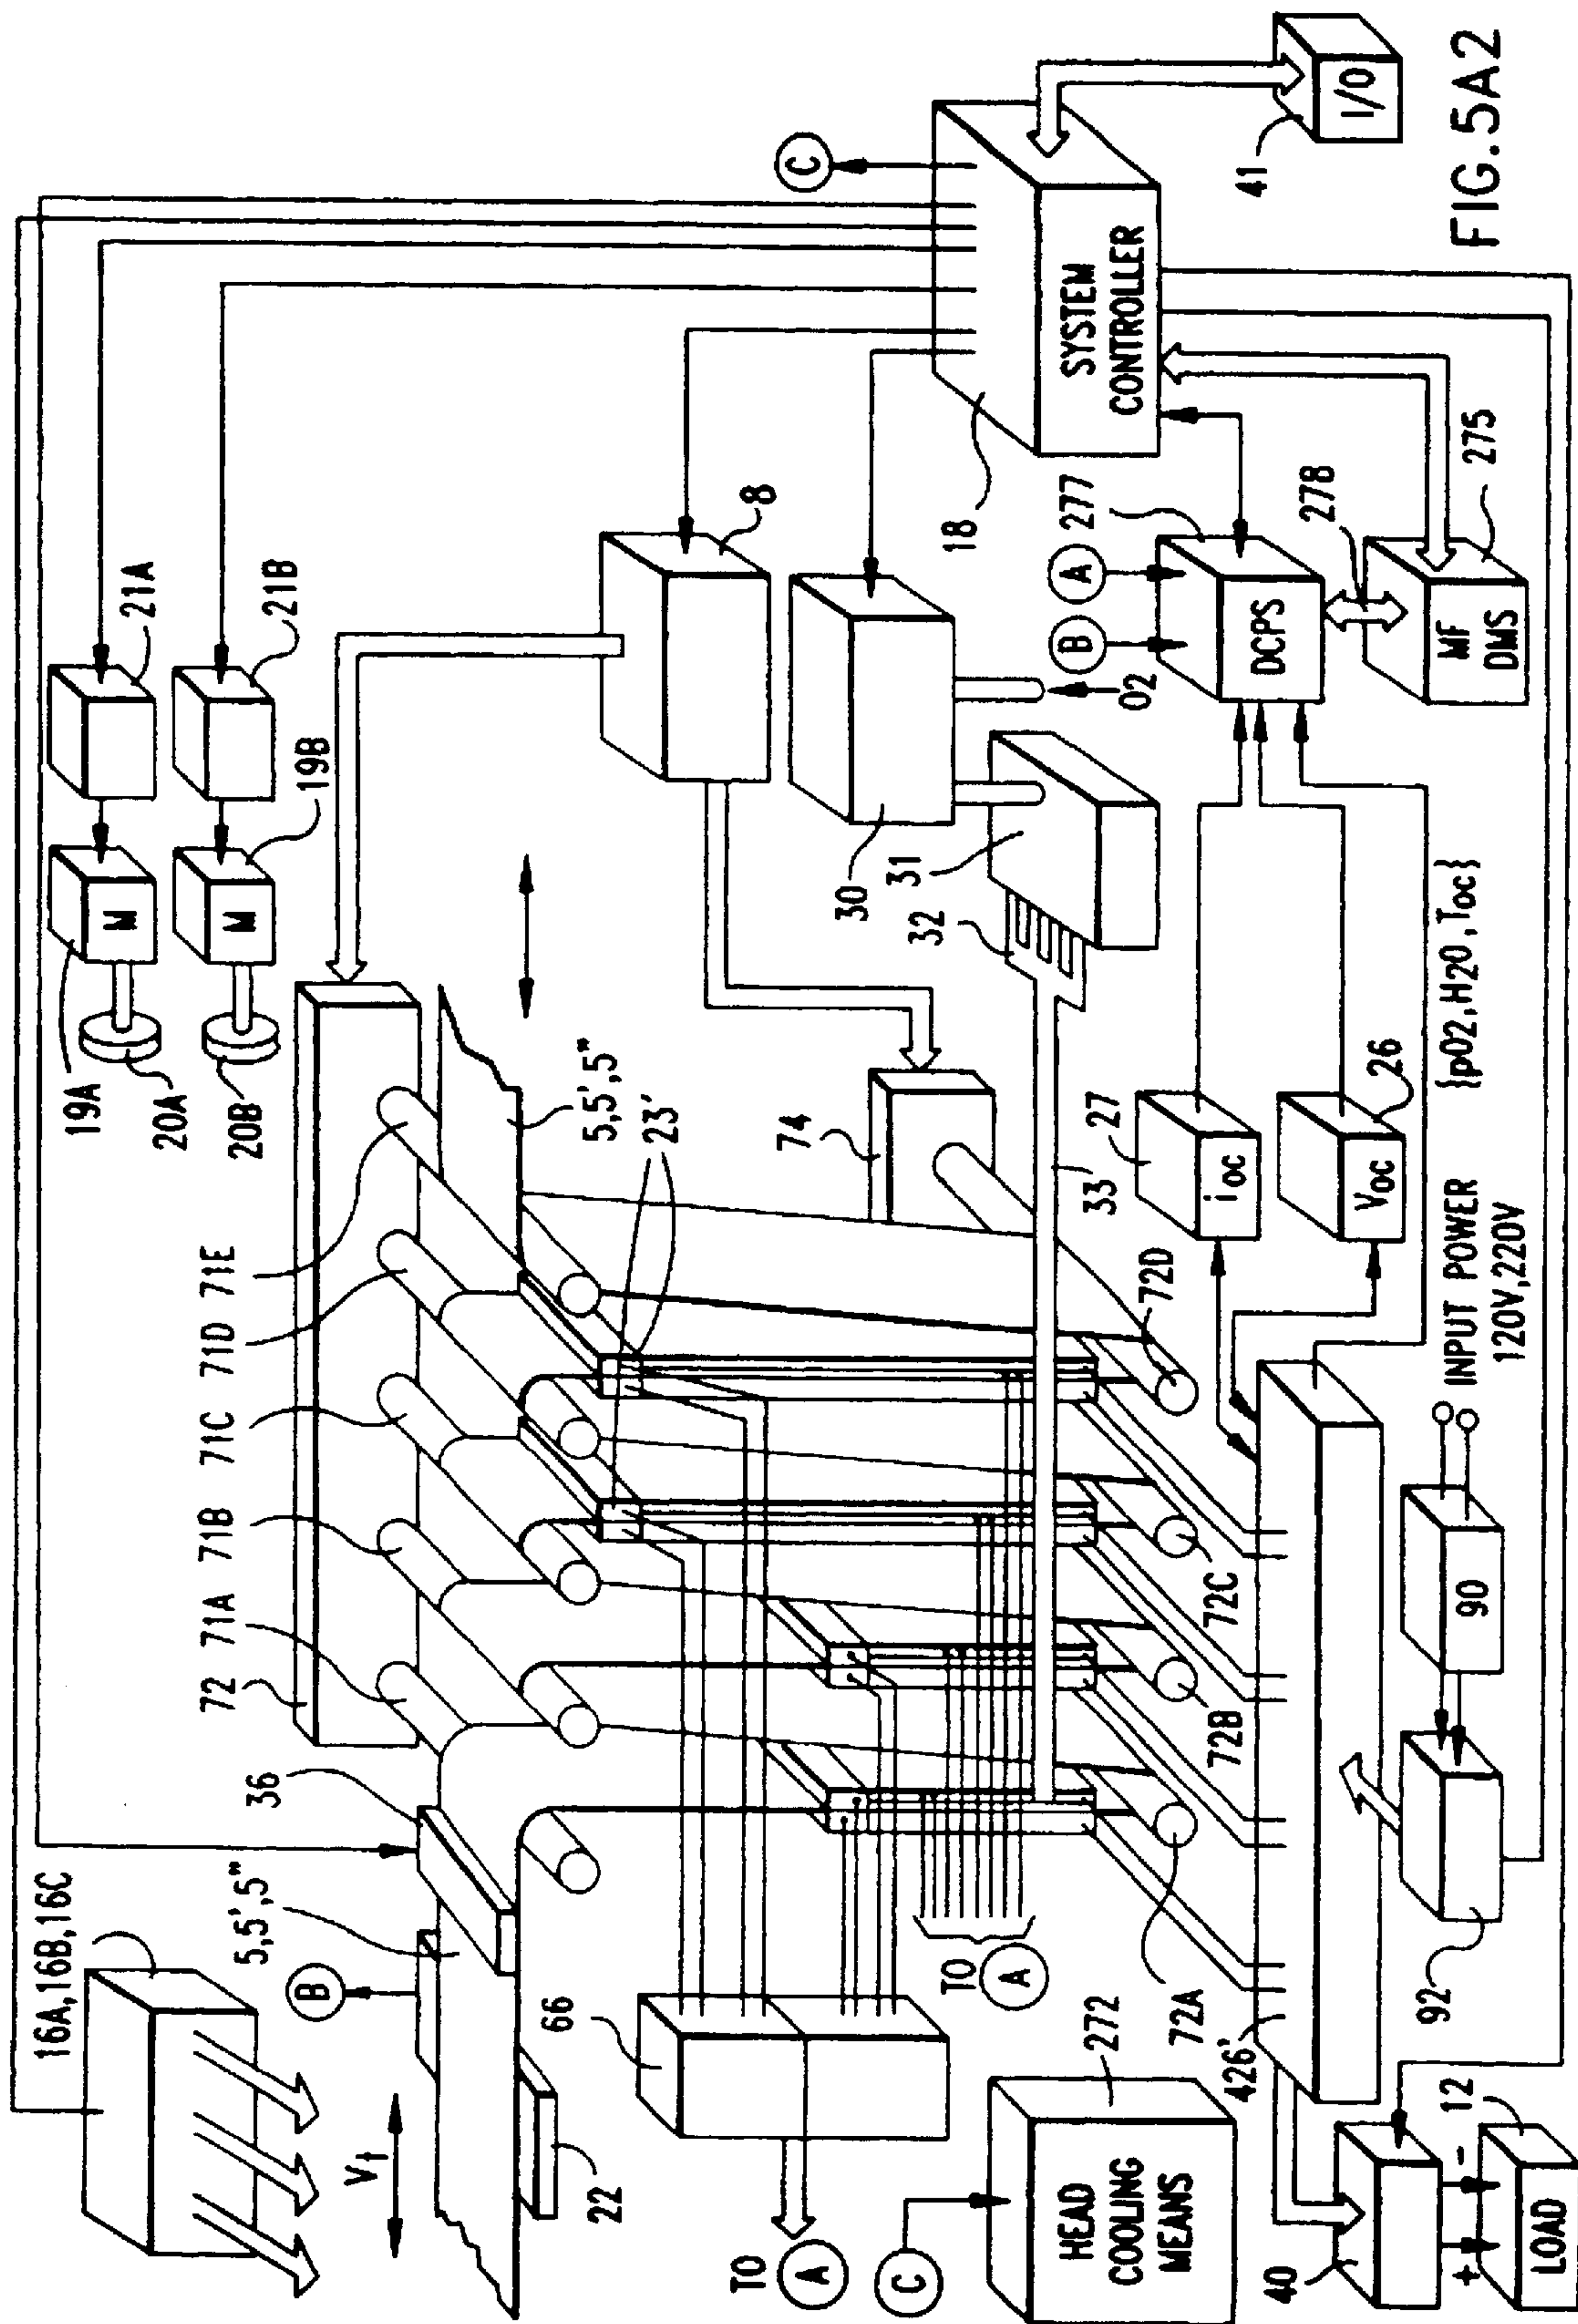 16A,16B,16C
Vt
5,5',5"
36
72
71A
71B
71C
71D
71E
19A
M
20A
21A
M
20B
19B
21B
B
22
5,5',5"
23'
66
TO
A
TO
A
C
HEAD
COOLING
MEANS
272
72A
72B
72C
72D
74
33
32
31
30
O2
8
C
18
SYSTEM
CONTROLLER
41
I/O
B
A
277
DCPS
278
MF
DMS
275
27
ioc
26
Voc
{pO2,H2O,Toc}
INPUT POWER
120V,220V
90
92
426'
40
+
-
12
LOAD
FIG.5A2